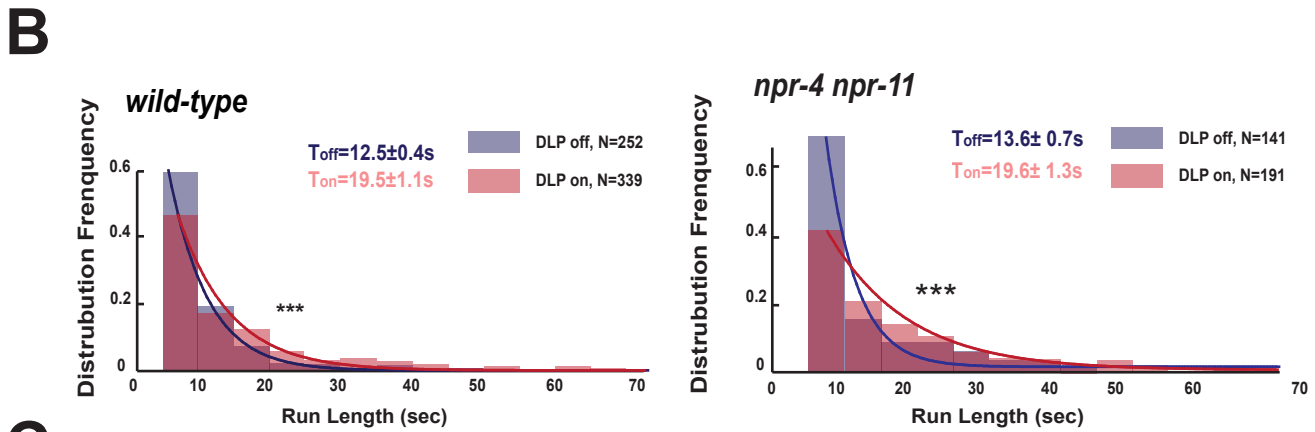 B
wild-type
Distrubution Frenquency
Toff=12.5±0.4s
Ton=19.5±1.1s
DLP off, N=252
DLP on, N=339
0.6
0.4
0.2
0
***
0 10 20 30 40 50 60 70
Run Length (sec)
npr-4 npr-11
Distrubution Frenquency
Toff=13.6± 0.7s
Ton=19.6± 1.3s
DLP off, N=141
DLP on, N=191
0.6
0.4
0.2
0
***
0 10 20 30 40 50 60 70
Run Length (sec)